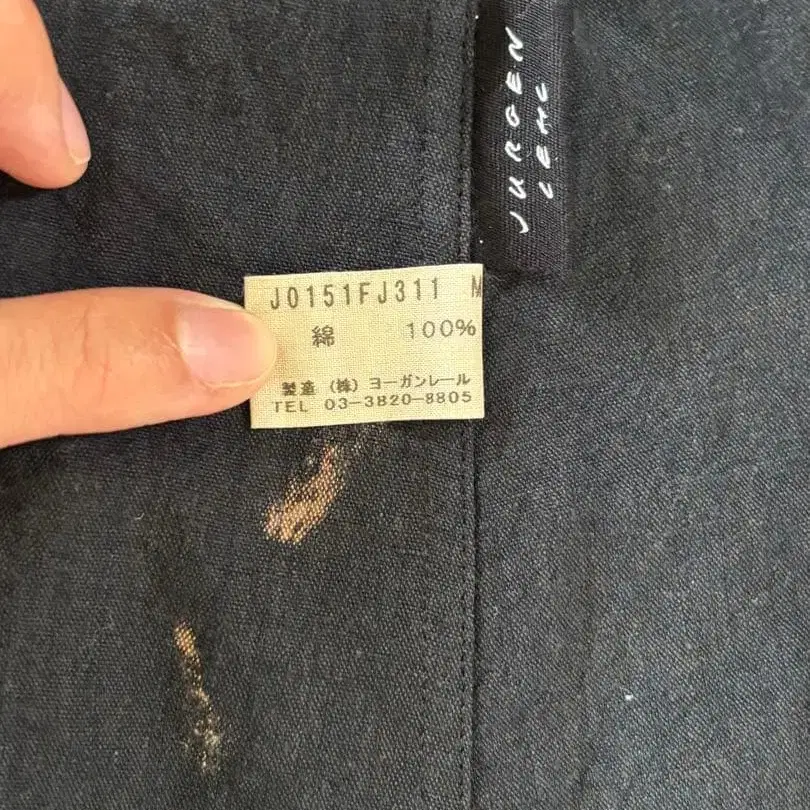 JURGEN
LEHL
J0151FJ311 M
綿 100%
製造 (株) ヨーガンレール
TEL 03-3820-8805